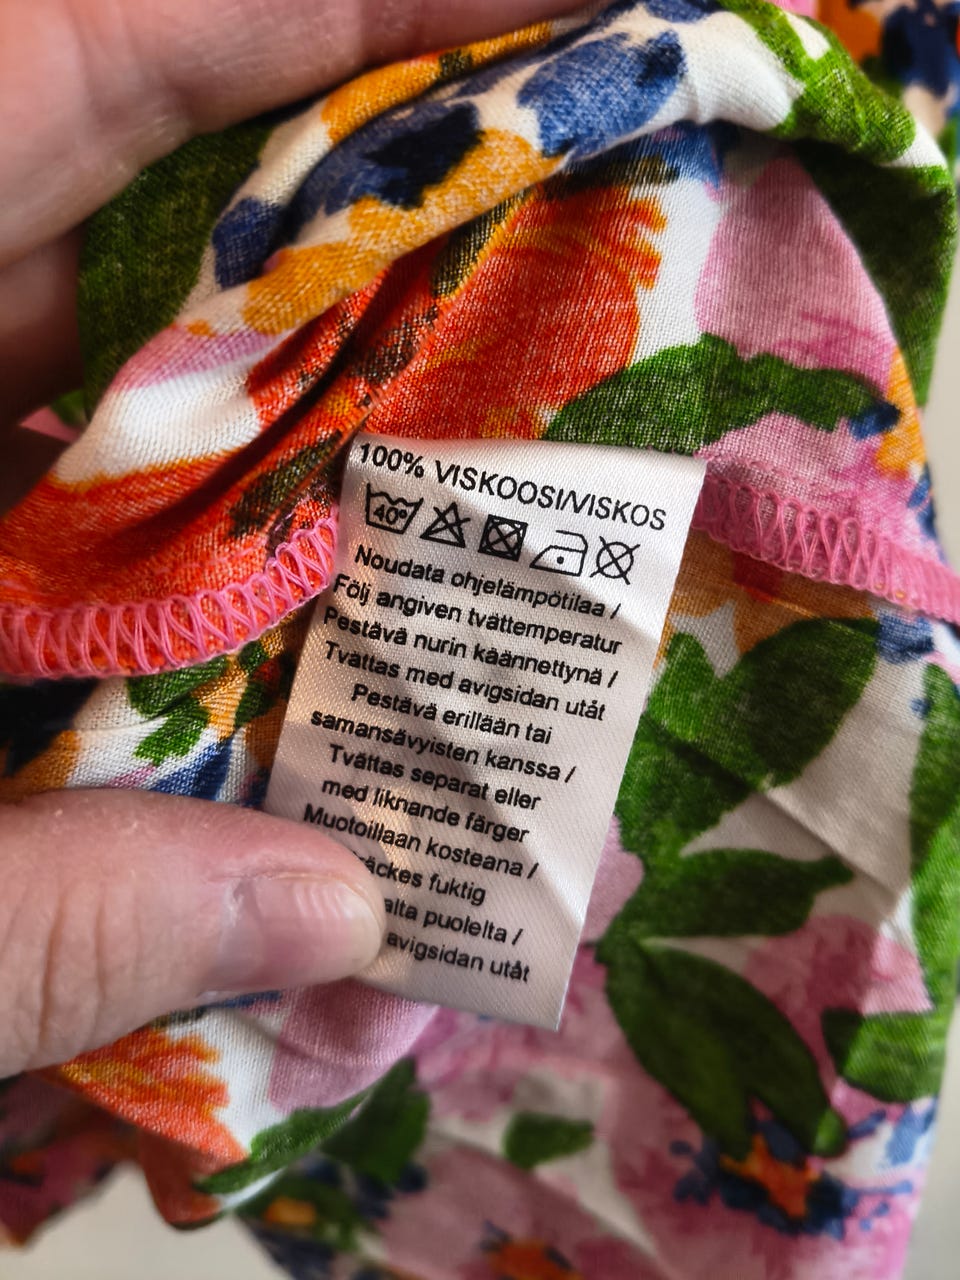 100% VISKOOSI/VISKOS
40°
Noudata ohjelämpötilaa /
Följ angiven tvättemperatur
Pestävä nurin käännettynä /
Tvättas med avigsidan utåt
Pestävä erillään tai
samansävyisten kanssa /
Tvättas separat eller
med liknande färger
Muotoillaan kosteana /
fuktig
puolelta /
avigsidan utåt